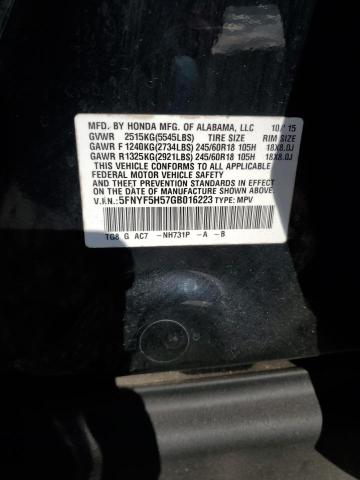 MFD. BY HONDA MFG. OF ALABAMA, LLC 10/15
GVWR 2515KG(5545LBS) TIRE SIZE RIM SIZE
GAWR F 1240KG(2734LBS) 245/60R18 105H 18X8.0J
GAWR R 1325KG(2921LBS) 245/60R18 105H 18X8.0J
THIS VEHICLE CONFORMS TO ALL APPLICABLE
FEDERAL MOTOR VEHICLE SAFETY AND THEFT
PREVENTION STANDARDS IN EFFECT ON THE
DATE OF MANUFACTURE SHOWN ABOVE.
V.I.N.: 5FNYF5H57GB016223 TYPE: MPV
TG8 G AC7 -NH731P -A -B